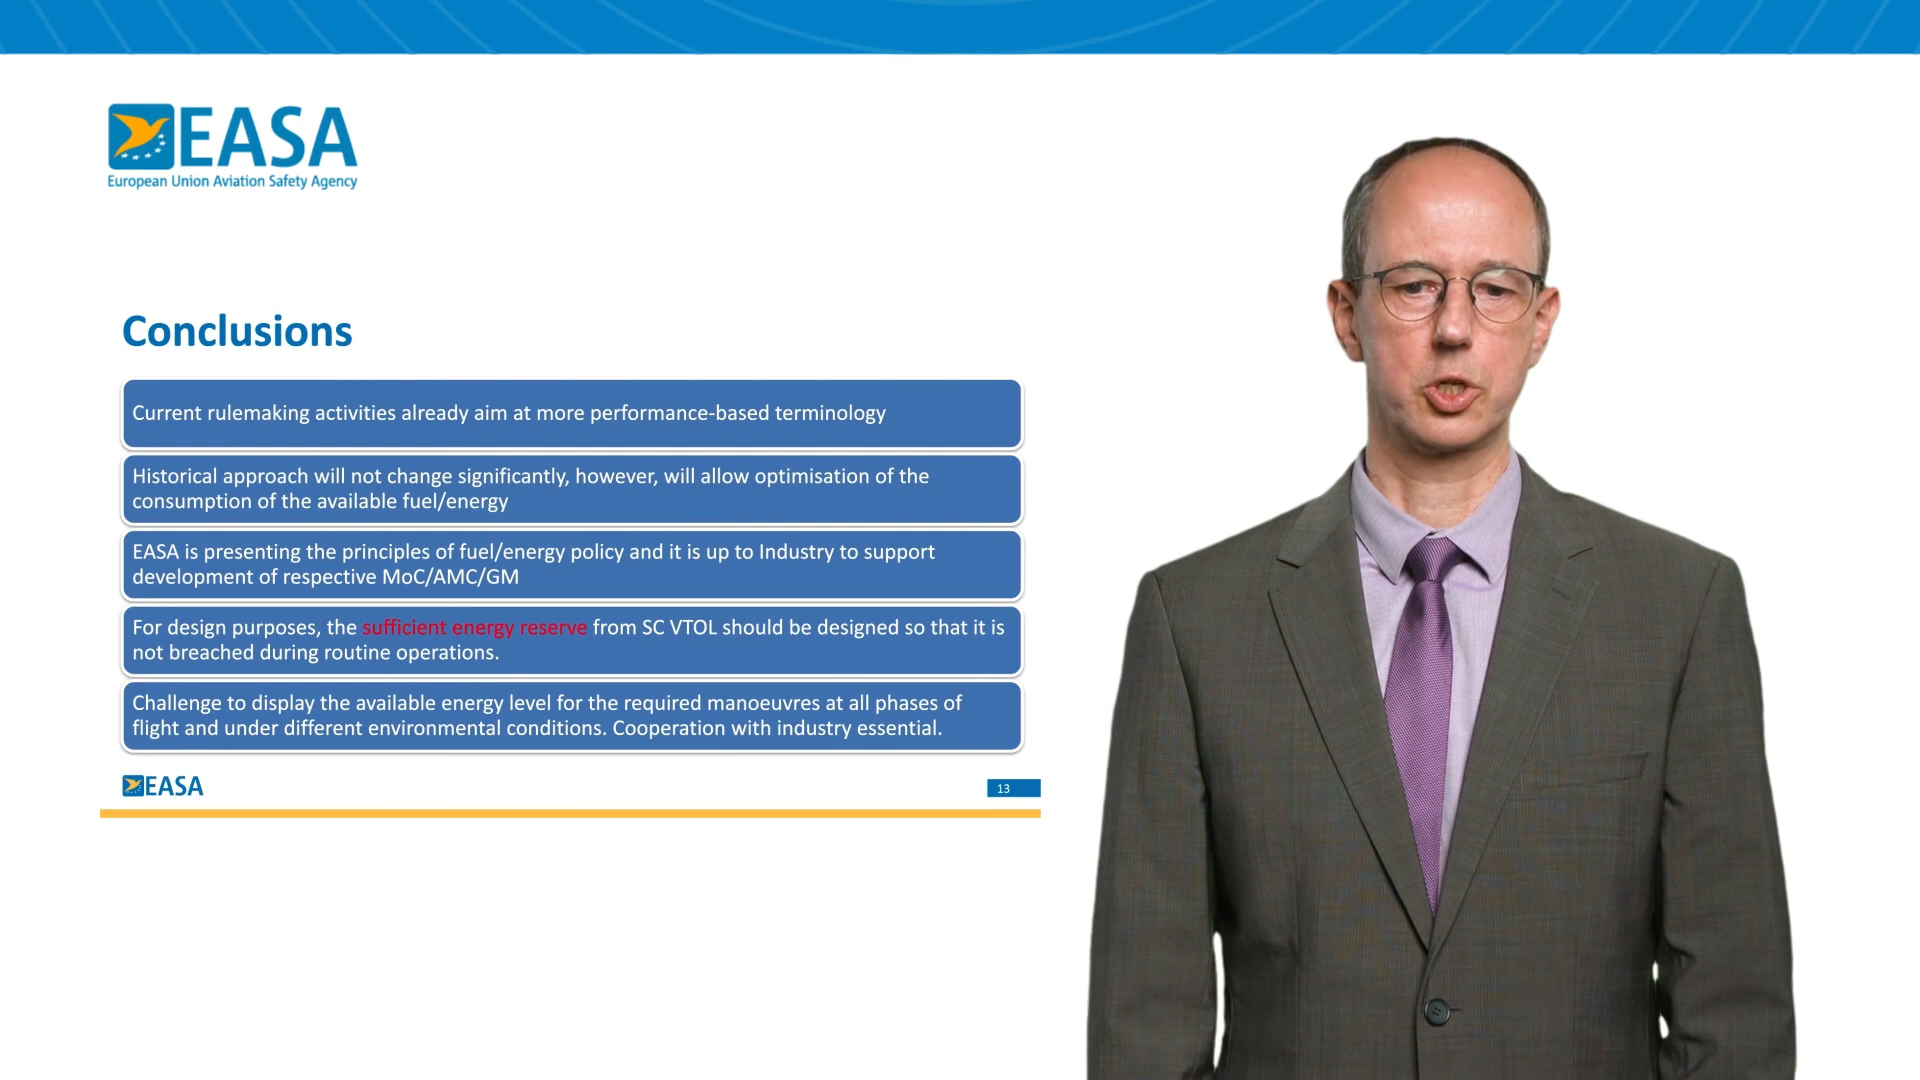 EASA
European Union Aviation Safety Agency
Conclusions
Current rulemaking activities already aim at more performance-based terminology
Historical approach will not change significantly, however, will allow optimisation of the
consumption of the available fuel/energy
EASA is presenting the principles of fuel/energy policy and it is up to Industry to support
development of respective MoC/AMC/GM
For design purposes, the sufficient energy reserve from SC VTOL should be designed so that it is
not breached during routine operations.
Challenge to display the available energy level for the required manoeuvres at all phases of
flight and under different environmental conditions. Cooperation with industry essential.
EASA
13